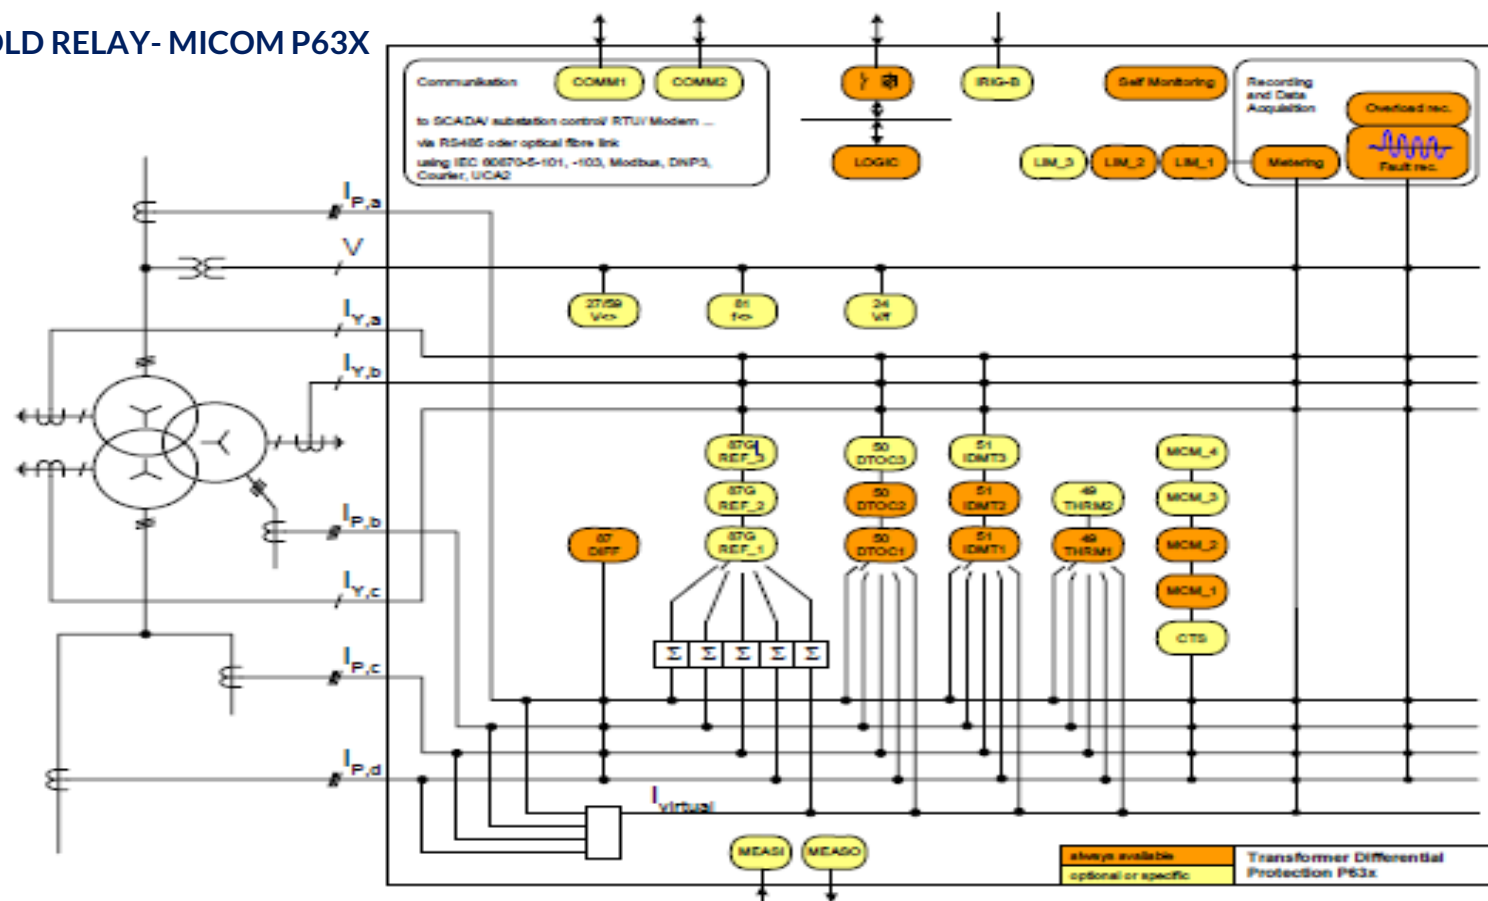 OLD RELAY- MICOM P63X
Communikation
COMM1
COMM2
IRIG-B
Self Monitoring
Recording
and Data
Acquisition
Overload rec.
to SCADA/ substation control/ RTU/ Modem ...
via RS485 oder optical fibre link
using IEC 60870-5-101, -103, Modbus, DNP3,
Courier, UCA2
LOGIC
LIM_3
LIM_2
LIM_1
Metering
Fault rec.
IP,a
V
IY,a
27/59
V<>
81
f<>
24
V/f
IY,b
87G
REF_3
50
DTOC3
51
IDMT3
MCM_4
87G
REF_2
50
DTOC2
51
IDMT2
49
THRM2
MCM_3
IP,b
87
DIFF
87G
REF_1
50
DTOC1
51
IDMT1
49
THRM1
MCM_2
IY,c
MCM_1
CTS
Σ Σ Σ Σ Σ
IP,c
IP,d
Ivirtual
MEASI
MEASO
always available
optional or specific
Transformer Differential
Protection P63x